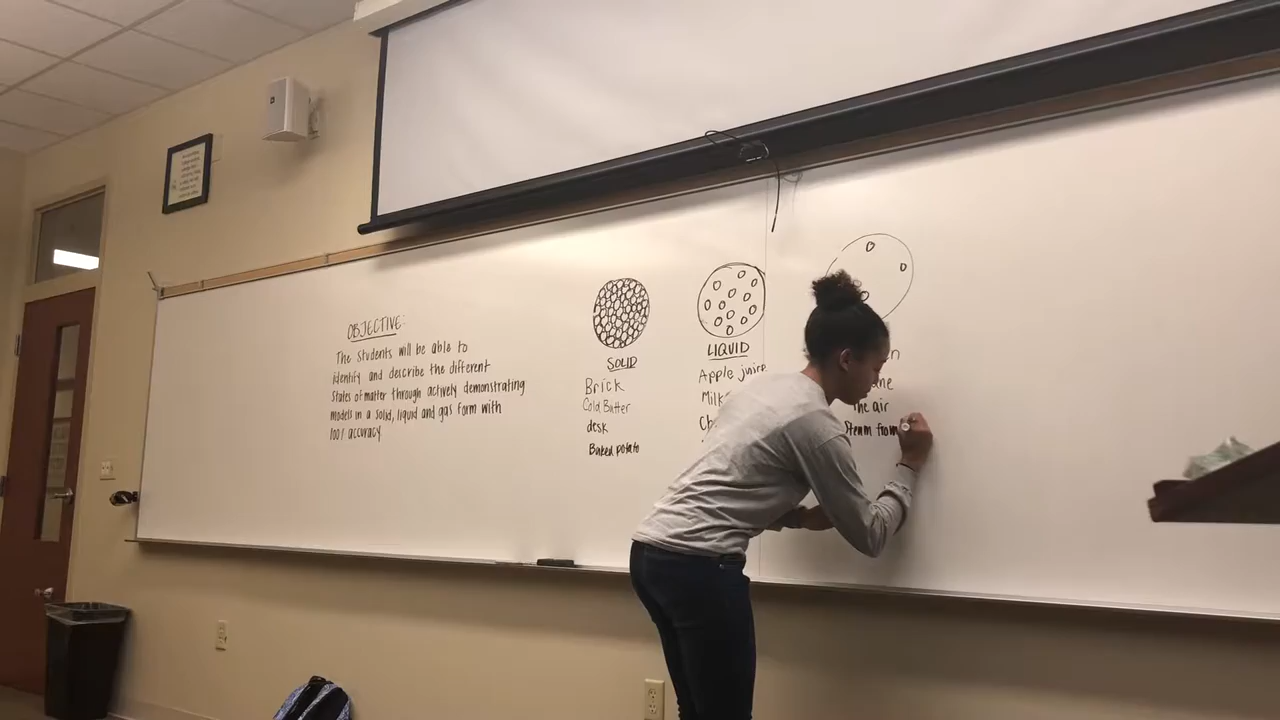 OBJECTIVE:
The students will be able to
identify and describe the different
states of matter through actively demonstrating
models in a solid, liquid and gas form with
100% accuracy.
SOLID
Brick
Cold Butter
desk
Baked potato
LIQUID
Apple juice
Milk
The air
Steam from